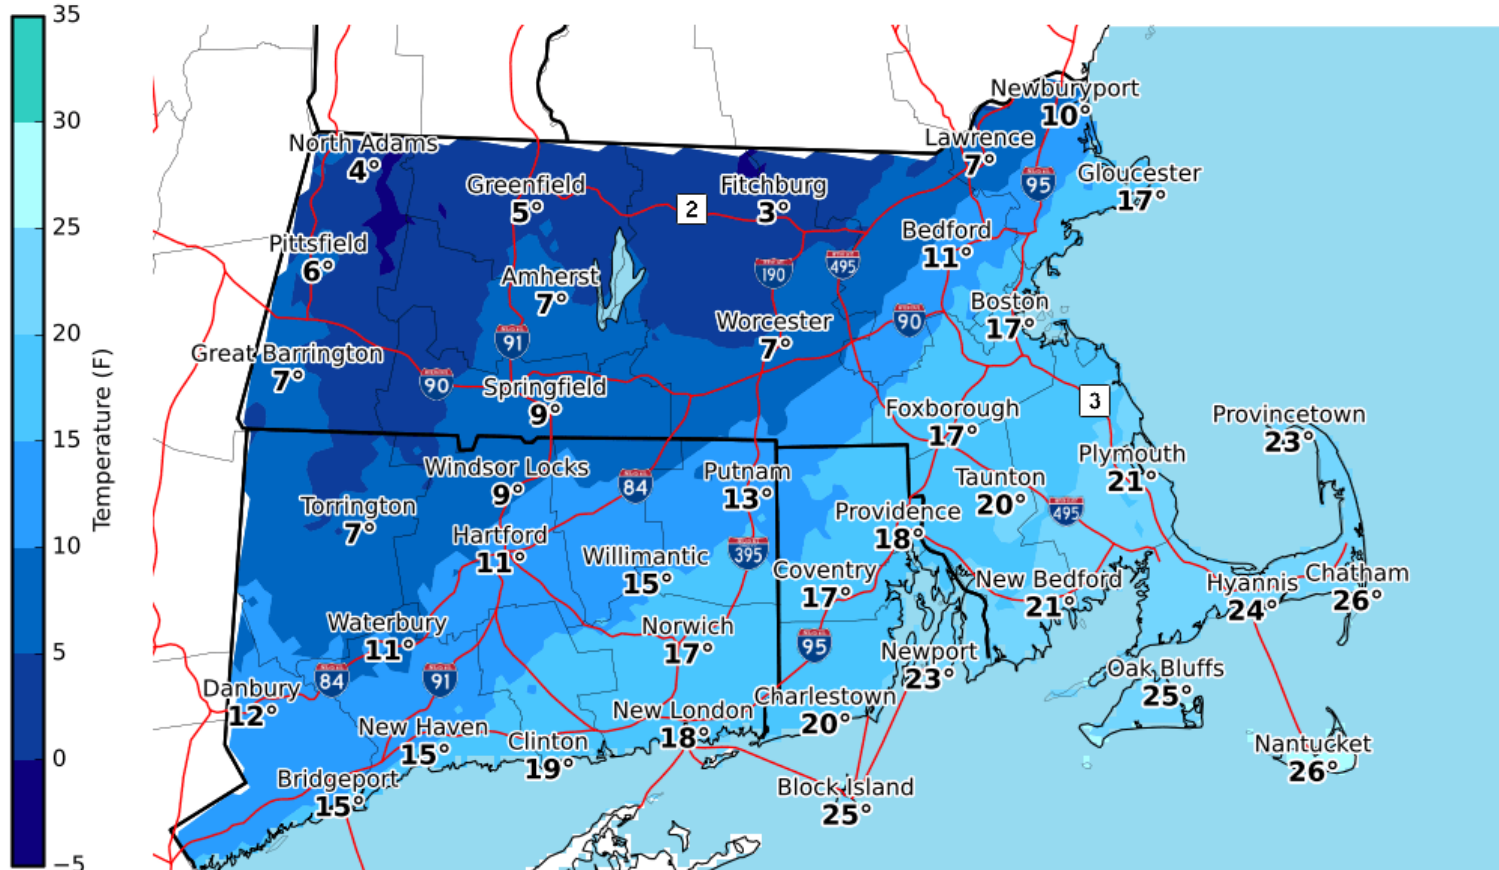 35
30
25
20
15
10
5
0
−5
Temperature (F)
Newburyport
10°
North Adams
4°
Lawrence
7°
Greenfield
5°
Fitchburg
3°
Gloucester
17°
95
2
Pittsfield
6°
Bedford
11°
Amherst
7°
190
495
Boston
17°
Worcester
7°
90
91
Great Barrington
7°
90
Springfield
9°
3
Foxborough
17°
Provincetown
23°
Plymouth
21°
Windsor Locks
9°
84
Putnam
13°
Taunton
20°
495
Torrington
7°
Providence
18°
Hartford
11°
Willimantic
15°
395
Coventry
17°
New Bedford
21°
Hyannis
24°
Chatham
26°
Waterbury
11°
Norwich
17°
95
Newport
23°
Oak Bluffs
25°
84
91
Danbury
12°
New Haven
15°
Clinton
19°
New London
18°
Charlestown
20°
Nantucket
26°
Bridgeport
15°
Block Island
25°